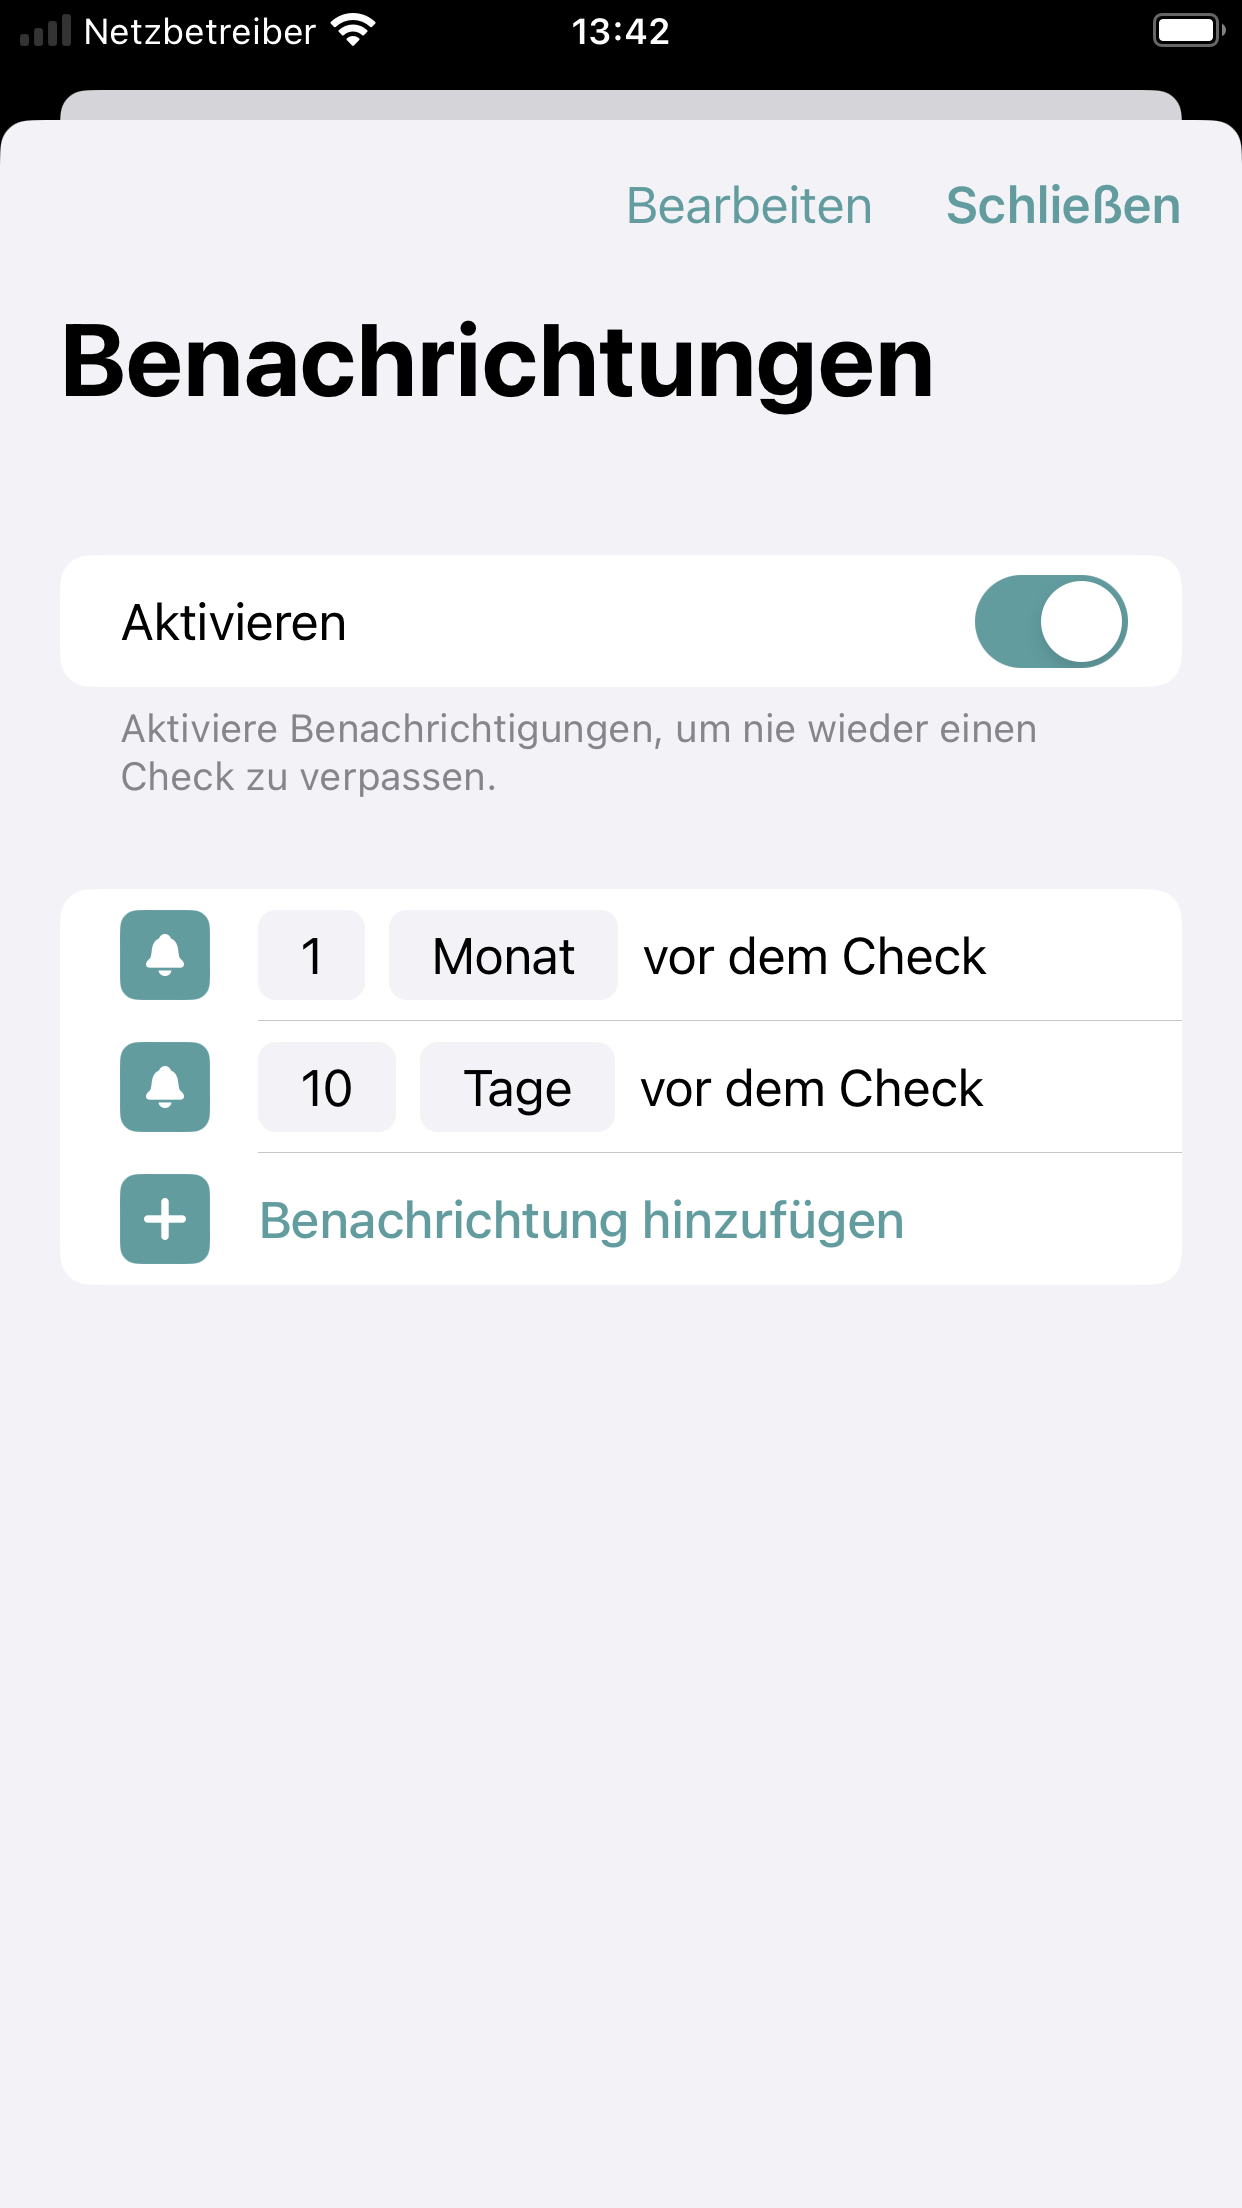 Netzbetreiber 13:42
Bearbeiten Schließen
Benachrichtungen
Aktivieren
Aktiviere Benachrichtigungen, um nie wieder einen
Check zu verpassen.
1 Monat vor dem Check
10 Tage vor dem Check
Benachrichtung hinzufügen